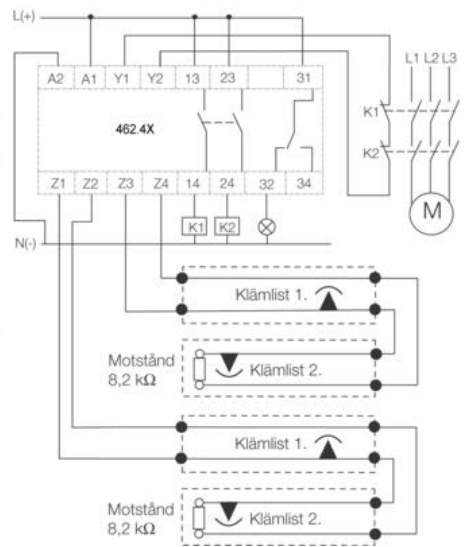 L(+)
A2 A1 Y1 Y2 13 23 31
L1 L2 L3
462.4X
K1
K2
Z1 Z2 Z3 Z4 14 24 32 34
M
K1 K2
N(-)
Klämlist 1.
Motstånd
8,2 kΩ
Klämlist 2.
Klämlist 1.
Motstånd
8,2 kΩ
Klämlist 2.